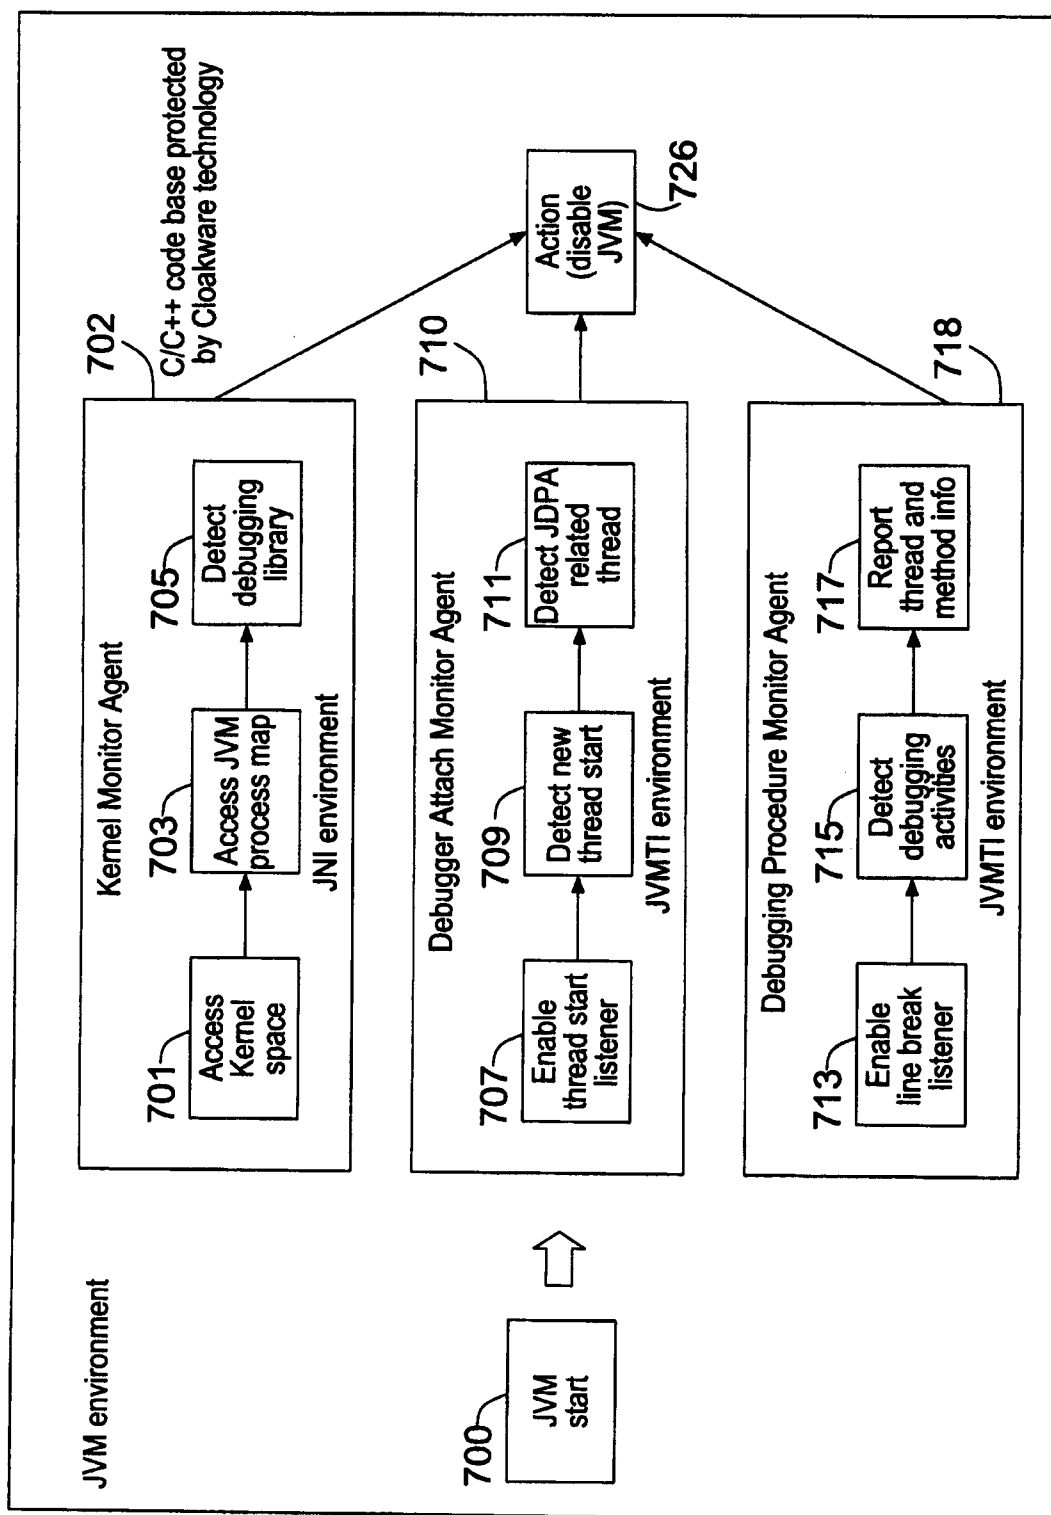 JVM environment
700
JVM
start
Kernel Monitor Agent
702
C/C++ code base protected
by Cloakware technology
701
Access
Kernel
space
703
Access JVM
process map
705
Detect
debugging
library
JNI environment
Debugger Attach Monitor Agent
710
707
Enable
thread start
listener
709
Detect new
thread start
711
Detect JDPA
related
thread
JVMTI environment
Debugging Procedure Monitor Agent
718
713
Enable
line break
listener
715
Detect
debugging
activities
717
Report
thread and
method info
JVMTI environment
Action
(disable
JVM)
726